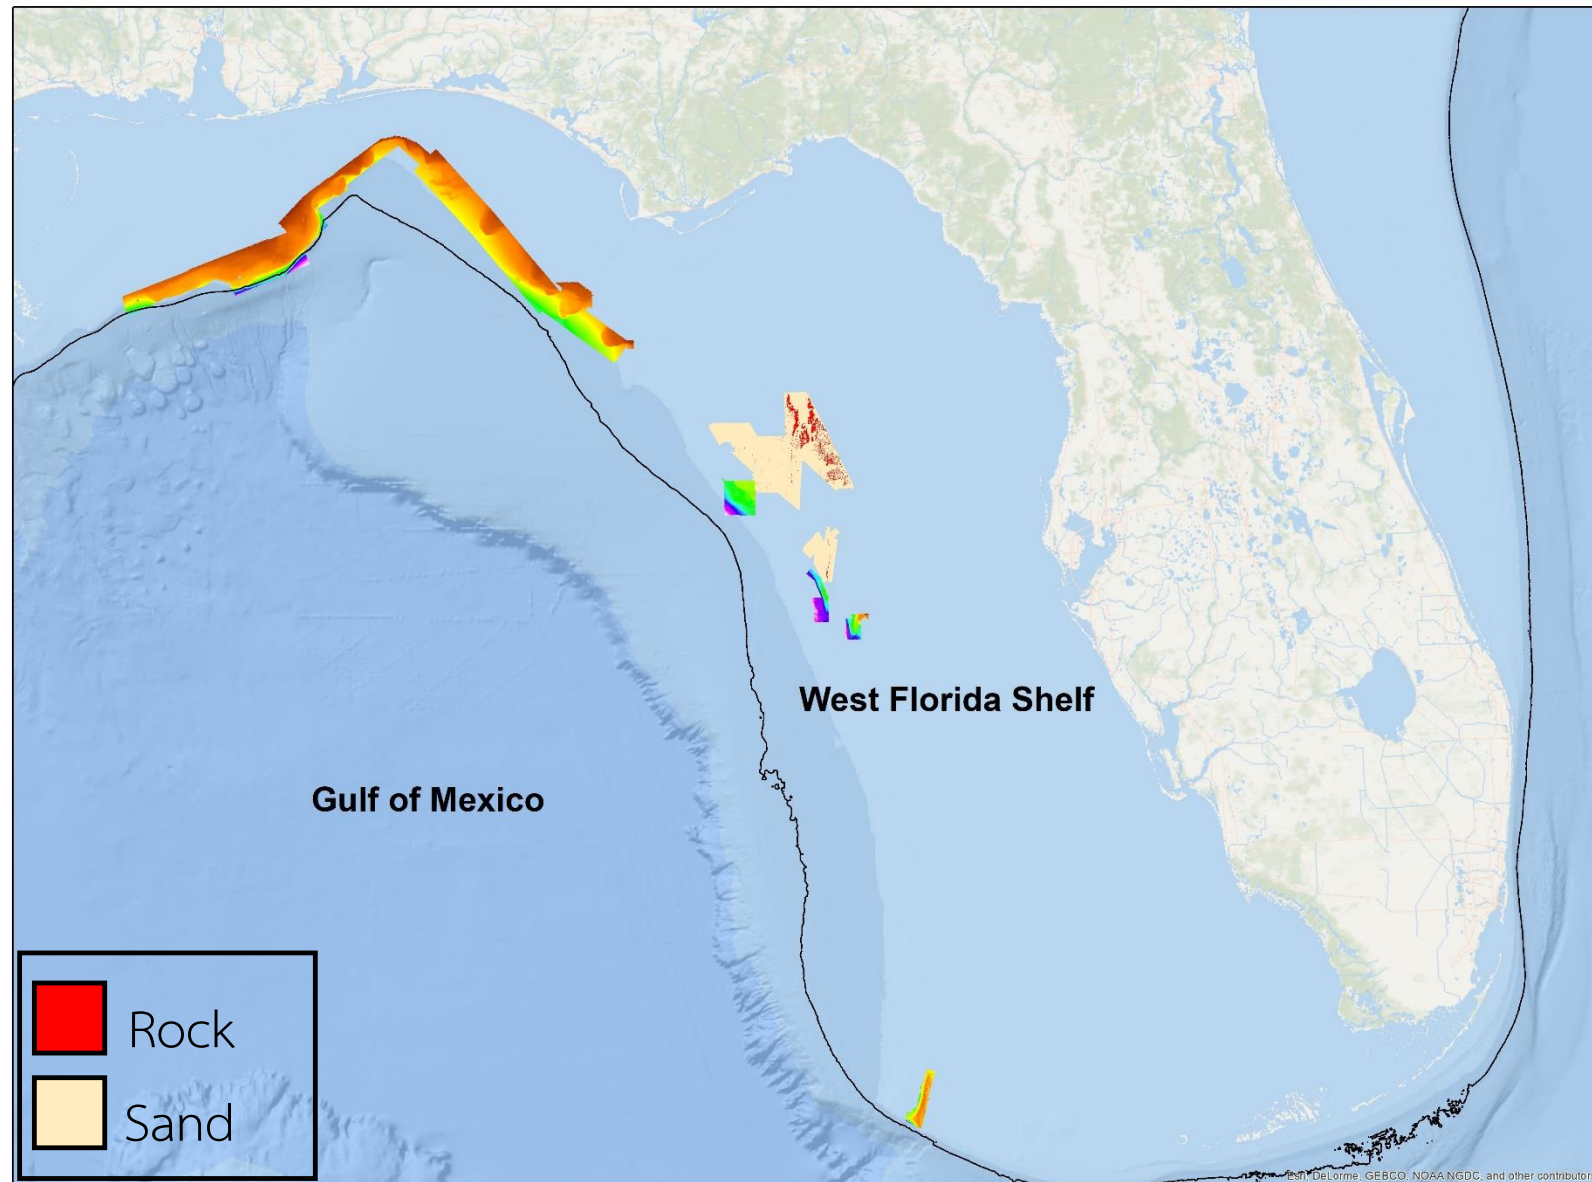 West Florida Shelf
Gulf of Mexico
Rock
Sand
Esri, DeLorme, GEBCO, NOAA NGDC, and other contributors